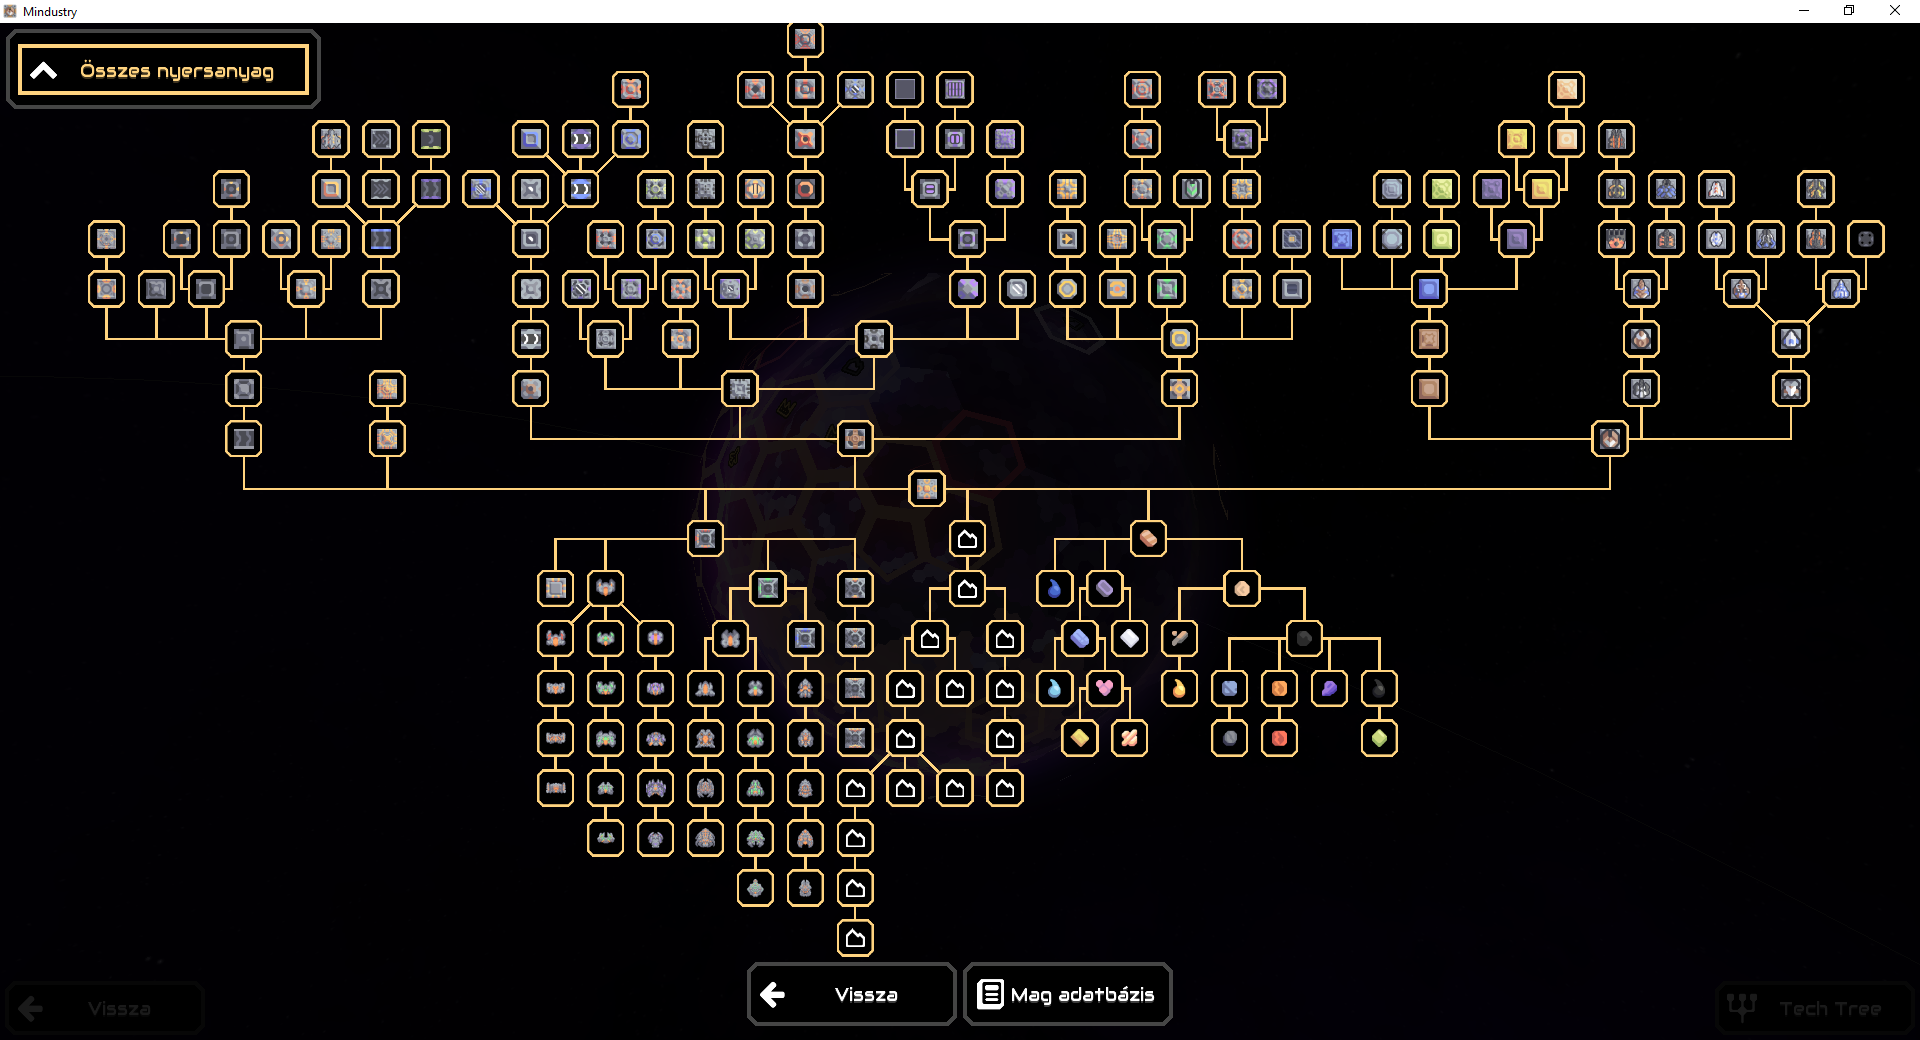 Mindustry
Összes nyersanyag
Vissza
Mag adatbázis
Vissza
Tech Tree